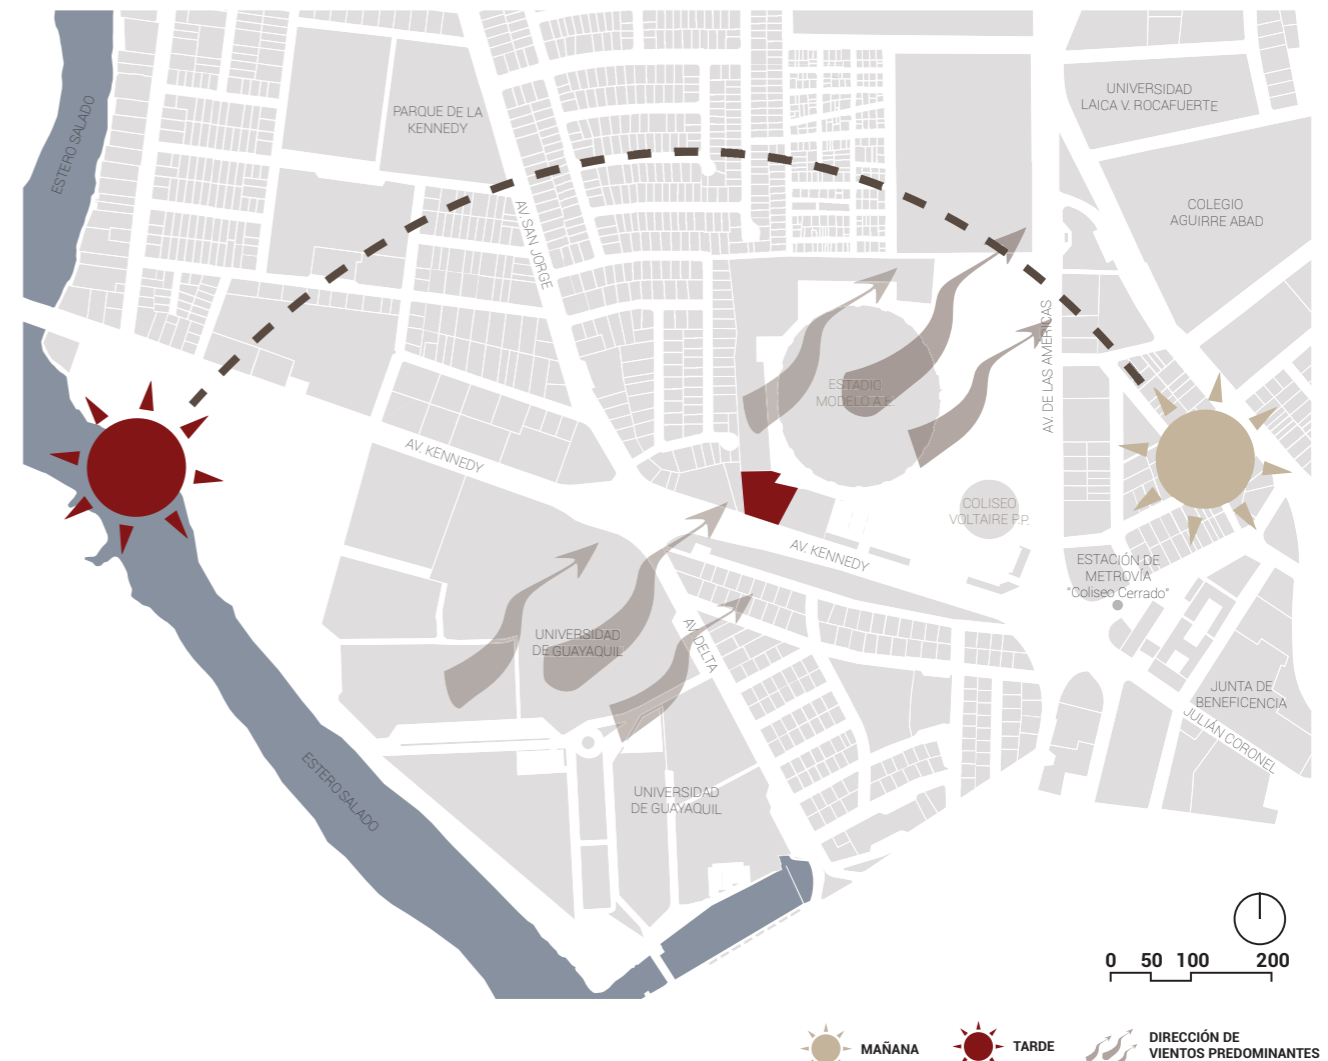 ESTERO SALADO
PARQUE DE LA
KENNEDY
UNIVERSIDAD
LAICA V. ROCAFUERTE
COLEGIO
AGUIRRE ABAD
AV. SAN JORGE
AV. DE LAS AMÉRICAS
ESTADIO
MODELO A.E.
AV. KENNEDY
COLISEO
VOLTAIRE P.P.
AV. KENNEDY
ESTACIÓN DE
METROVÍA
"Coliseo Cerrado"
UNIVERSIDAD
DE GUAYAQUIL
AV. DELTA
JUNTA DE
BENEFICENCIA
JULIÁN CORONEL
ESTERO SALADO
UNIVERSIDAD
DE GUAYAQUIL
0 50 100 200
MAÑANA
TARDE
DIRECCIÓN DE
VIENTOS PREDOMINANTES